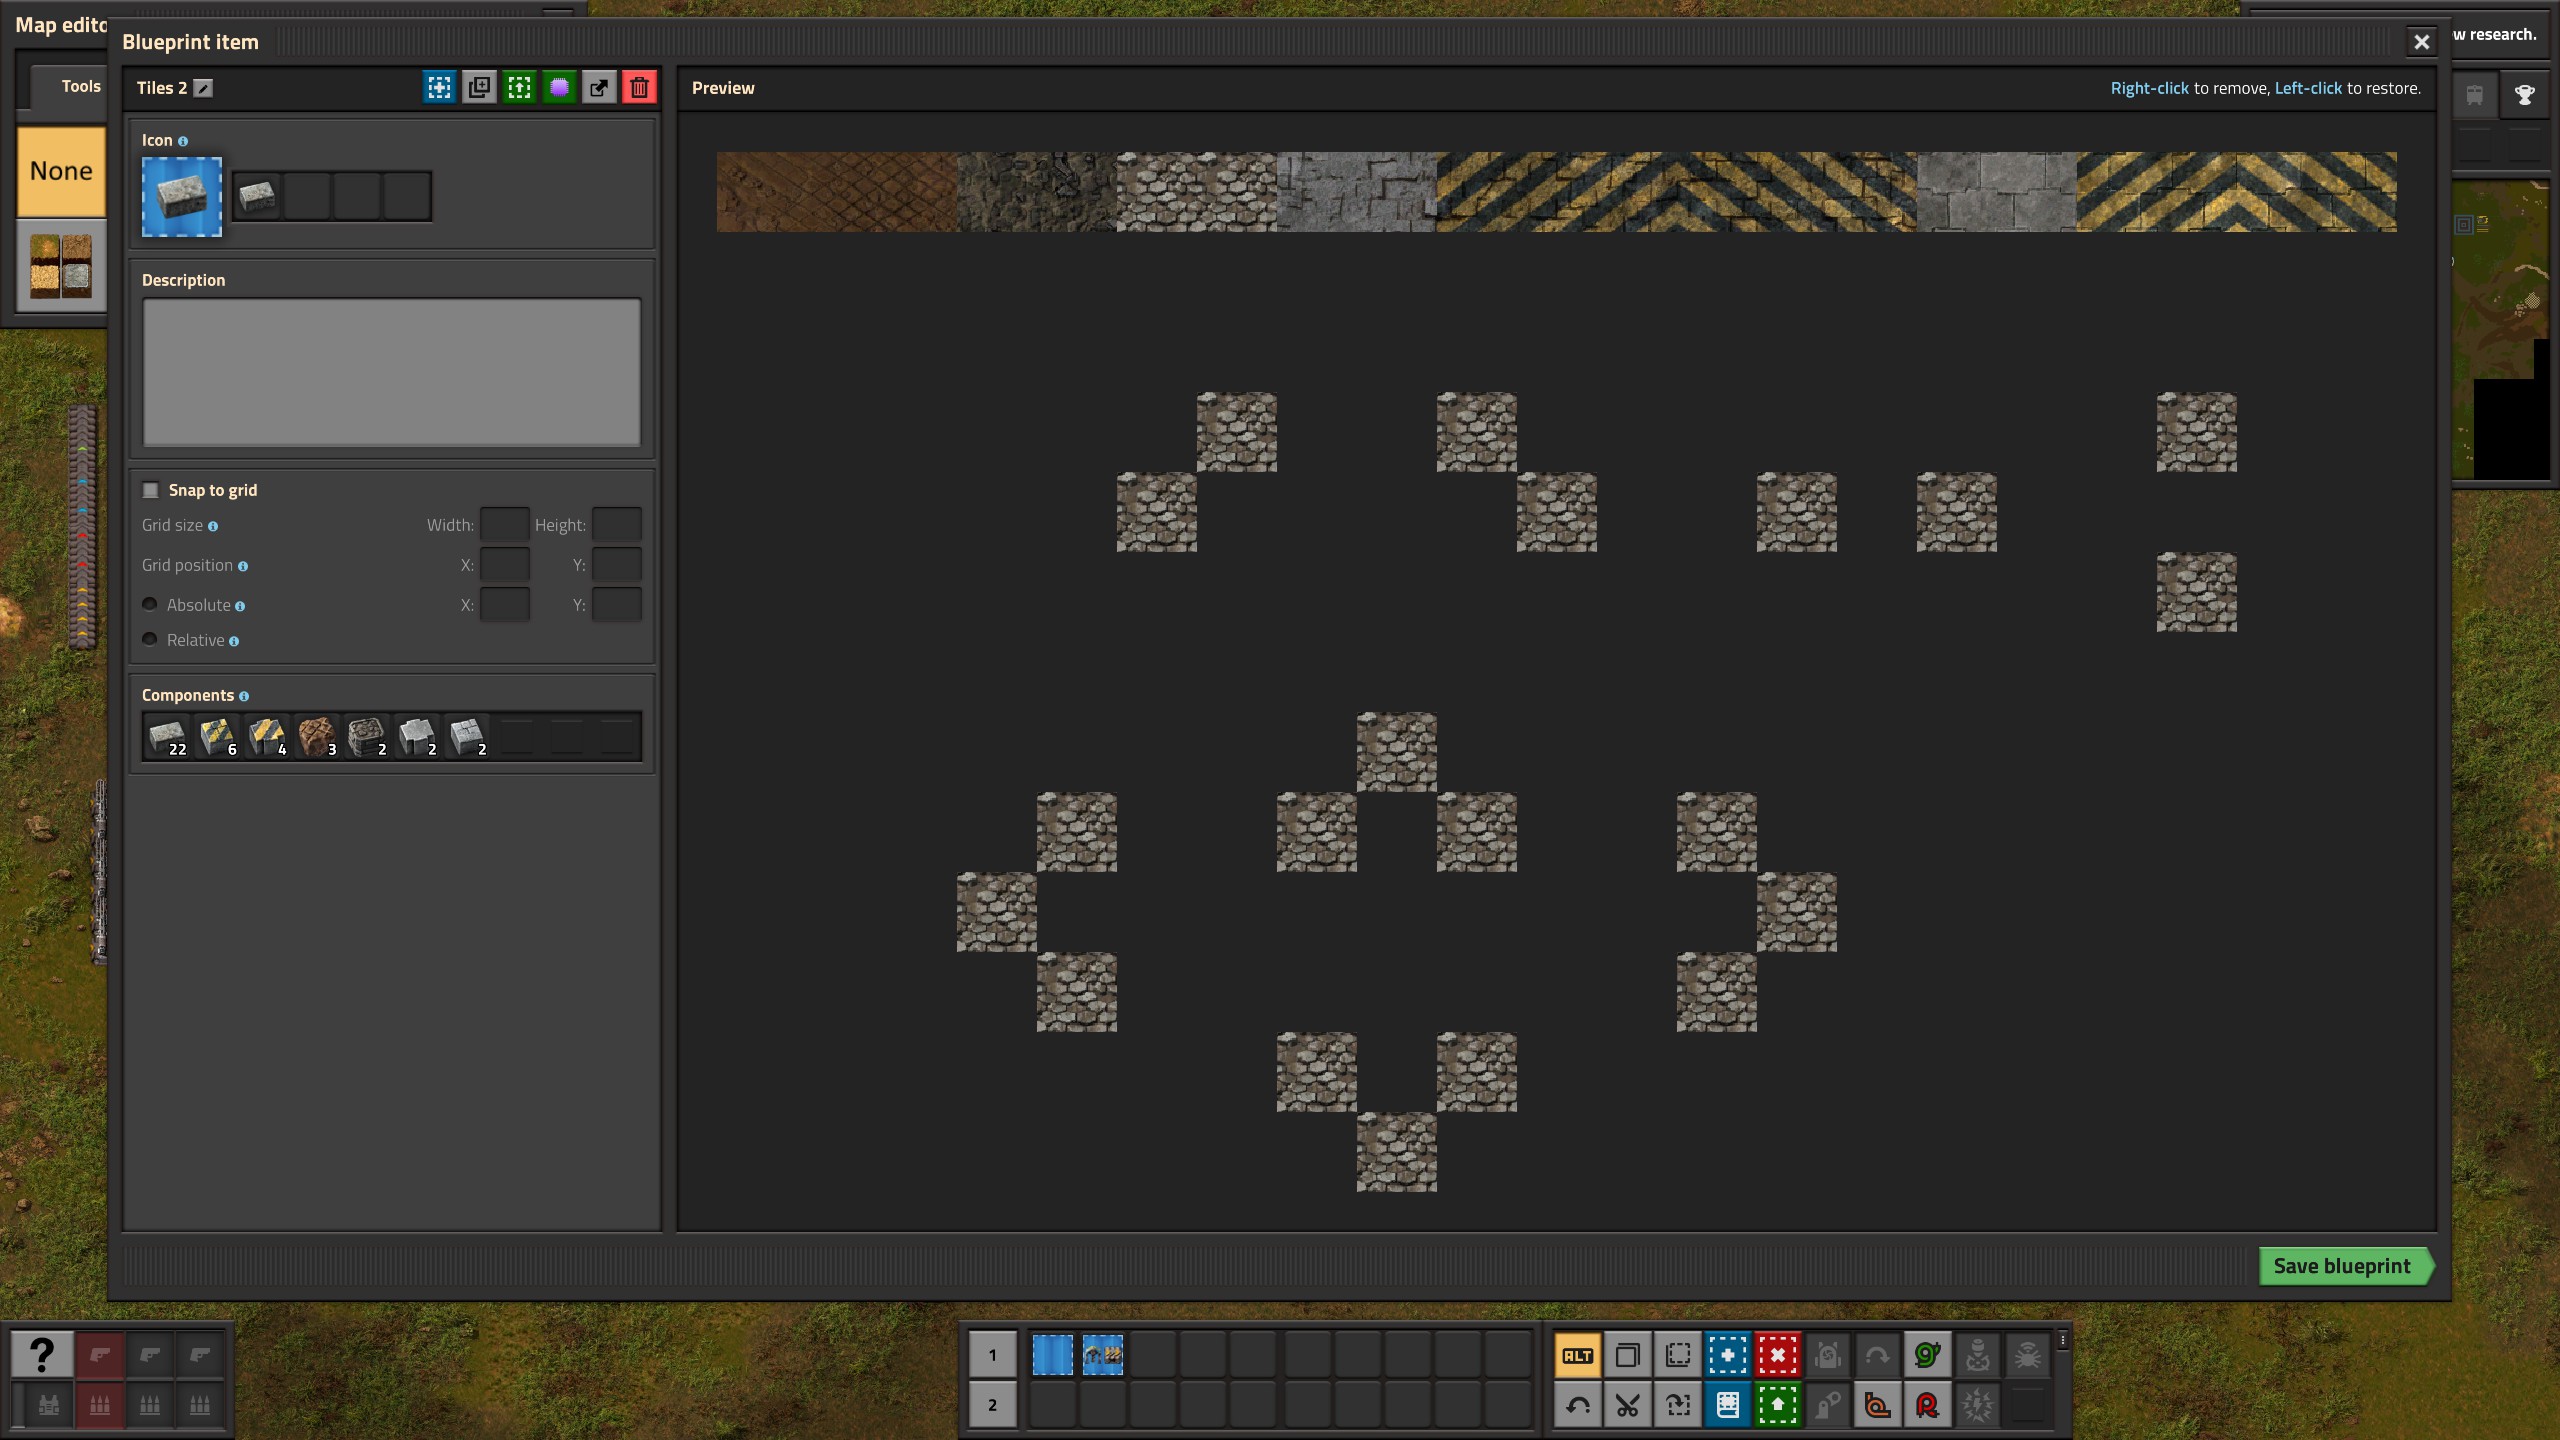 Map edito
Blueprint item
w research.
Tools
Tiles 2
Preview
Right-click to remove, Left-click to restore.
Icon
None
Description
Snap to grid
Grid size
Width:
Height:
Grid position
X:
Y:
Absolute
X:
Y:
Relative
Components
22
6
4
3
2
2
2
Save blueprint
?
1
ALT
2